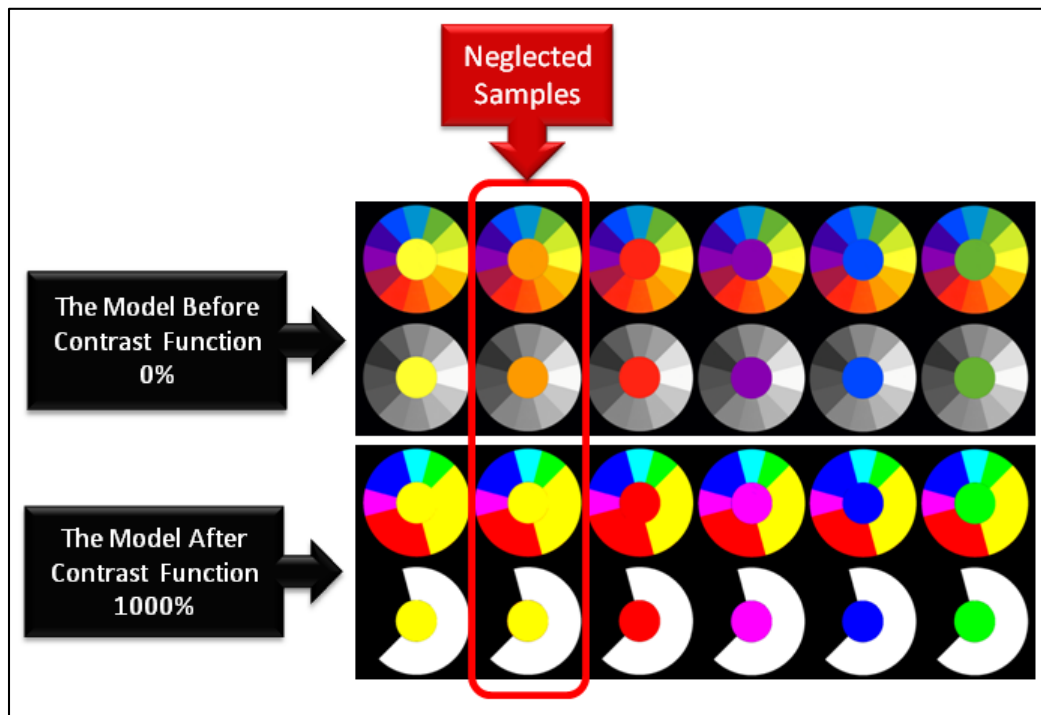 Neglected
Samples
The Model Before
Contrast Function
0%
The Model After
Contrast Function
1000%